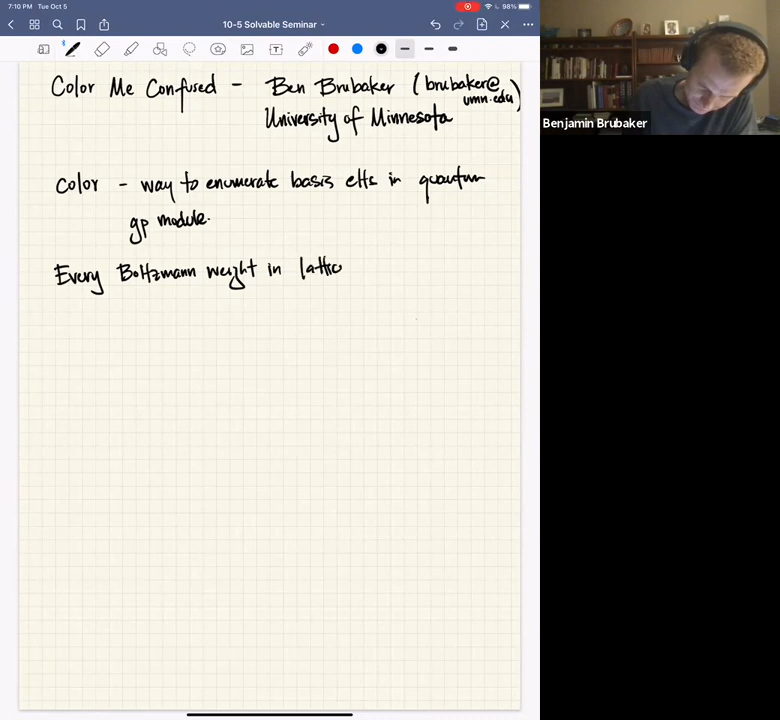 7:10 PM Tue Oct 5
98%
10-5 Solvable Seminar
Color Me Confused - Ben Brubaker (brubaker@
umn.edu)
University of Minnesota
Color - way to enumerate basis elts in quantum
gp module.
Every Boltzmann weight in lattic
Benjamin Brubaker